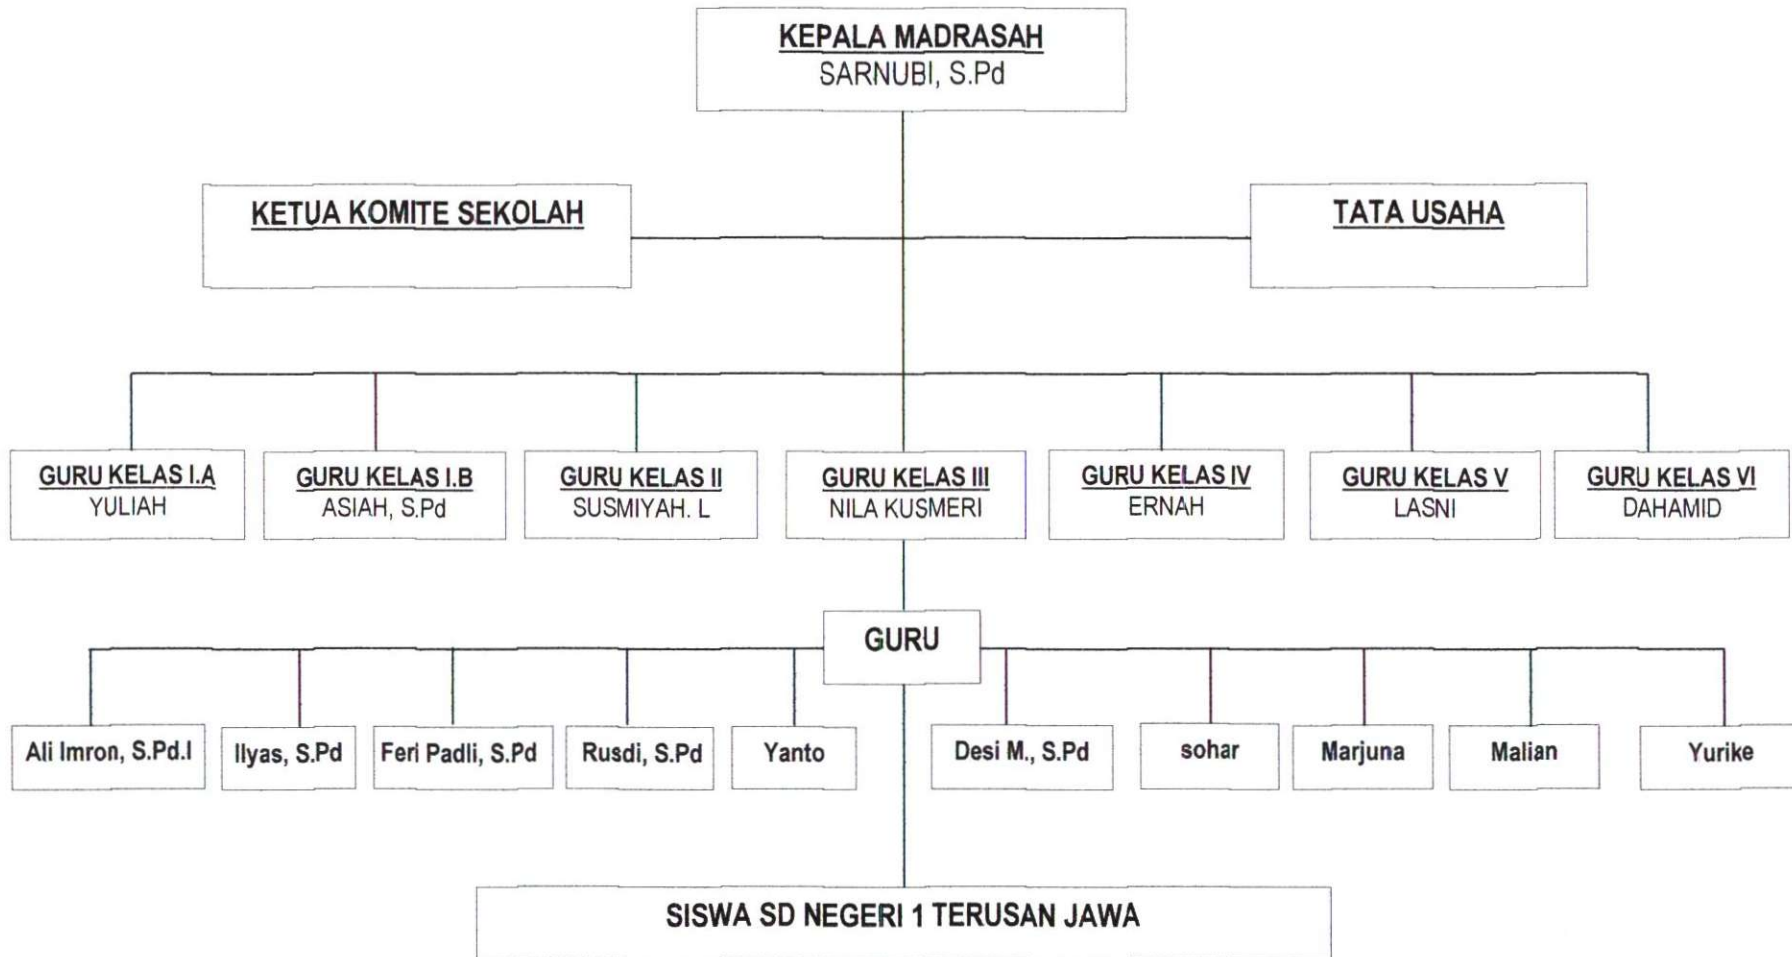 KEPALA MADRASAH
SARNUBI, S.Pd
KETUA KOMITE SEKOLAH
TATA USAHA
GURU KELAS I.A
YULIAH
GURU KELAS I.B
ASIAH, S.Pd
GURU KELAS II
SUSMIYAH. L
GURU KELAS III
NILA KUSMERI
GURU KELAS IV
ERNAH
GURU KELAS V
LASNI
GURU KELAS VI
DAHAMID
GURU
Ali Imron, S.Pd.I
Ilyas, S.Pd
Feri Padli, S.Pd
Rusdi, S.Pd
Yanto
Desi M., S.Pd
sohar
Marjuna
Malian
Yurike
SISWA SD NEGERI 1 TERUSAN JAWA